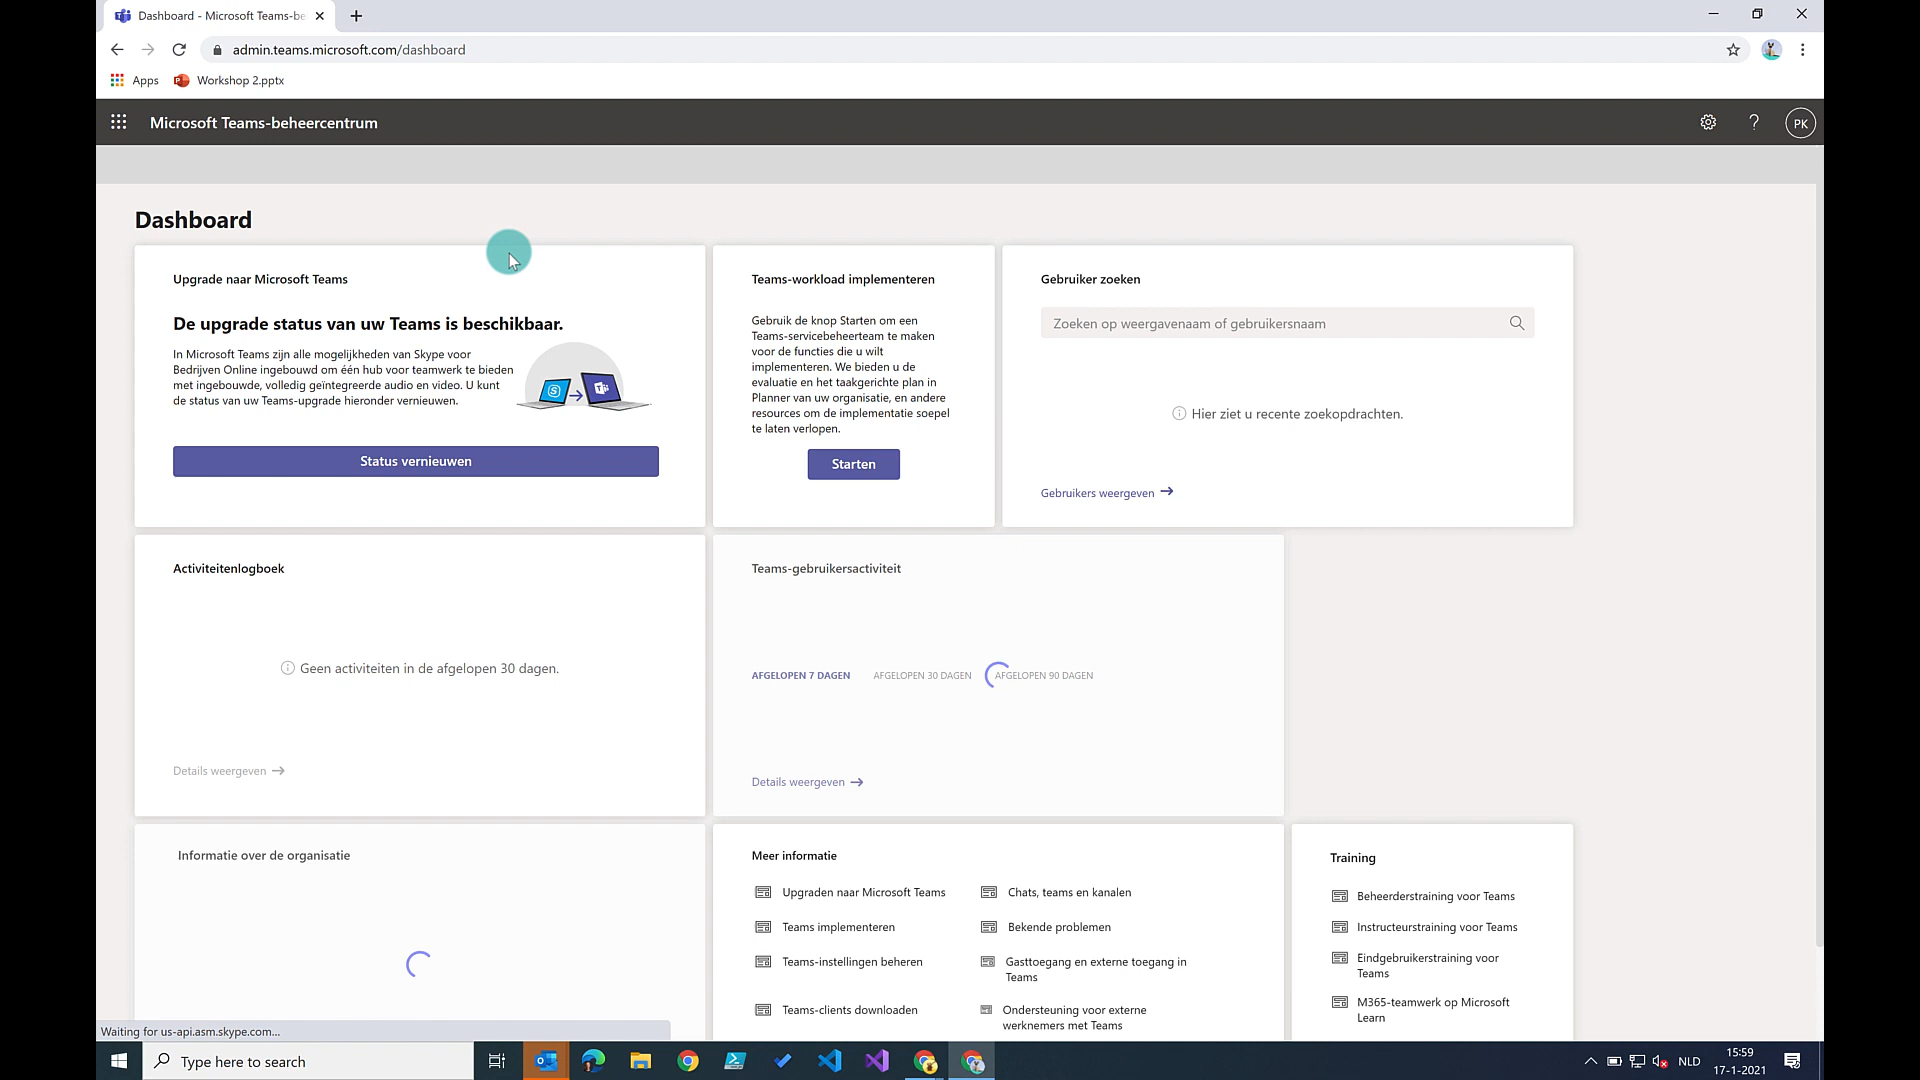 Dashboard - Microsoft Teams-be
admin.teams.microsoft.com/dashboard
Apps
Workshop 2.pptx
Microsoft Teams-beheercentrum
?
PK
Dashboard
Upgrade naar Microsoft Teams
De upgrade status van uw Teams is beschikbaar.
In Microsoft Teams zijn alle mogelijkheden van Skype voor
Bedrijven Online ingebouwd om één hub voor teamwerk te bieden
met ingebouwde, volledig geïntegreerde audio en video. U kunt
de status van uw Teams-upgrade hieronder vernieuwen.
Status vernieuwen
Teams-workload implementeren
Gebruik de knop Starten om een
Teams-servicebeheerteam te maken
voor de functies die u wilt
implementeren. We bieden u de
evaluatie en het taakgerichte plan in
Planner van uw organisatie, en andere
resources om de implementatie soepel
te laten verlopen.
Starten
Gebruiker zoeken
Zoeken op weergavenaam of gebruikersnaam
Hier ziet u recente zoekopdrachten.
Gebruikers weergeven
Activiteitenlogboek
Geen activiteiten in de afgelopen 30 dagen.
Details weergeven
Teams-gebruikersactiviteit
AFGELOPEN 7 DAGEN
AFGELOPEN 30 DAGEN
AFGELOPEN 90 DAGEN
Details weergeven
Informatie over de organisatie
Meer informatie
Upgraden naar Microsoft Teams
Teams implementeren
Teams-instellingen beheren
Teams-clients downloaden
Chats, teams en kanalen
Bekende problemen
Gasttoegang en externe toegang in
Teams
Ondersteuning voor externe
werknemers met Teams
Training
Beheerderstraining voor Teams
Instructeurstraining voor Teams
Eindgebruikerstraining voor
Teams
M365-teamwerk op Microsoft
Learn
Waiting for us-api.asm.skype.com...
Type here to search
NLD
15:59
17-1-2021